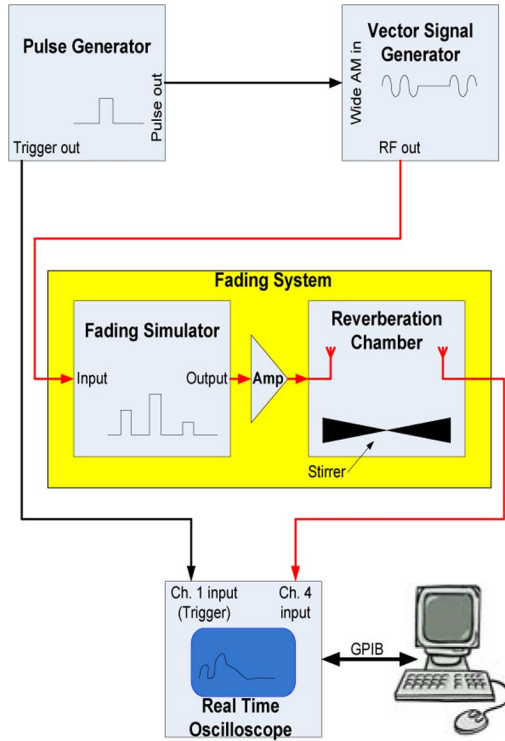 Pulse Generator
Pulse out
Trigger out
Vector Signal
Generator
Wide AM in
RF out
Fading System
Fading Simulator
Input
Output
Amp
Reverberation
Chamber
Stirrer
Ch. 1 input
(Trigger)
Ch. 4
input
GPIB
Real Time
Oscilloscope